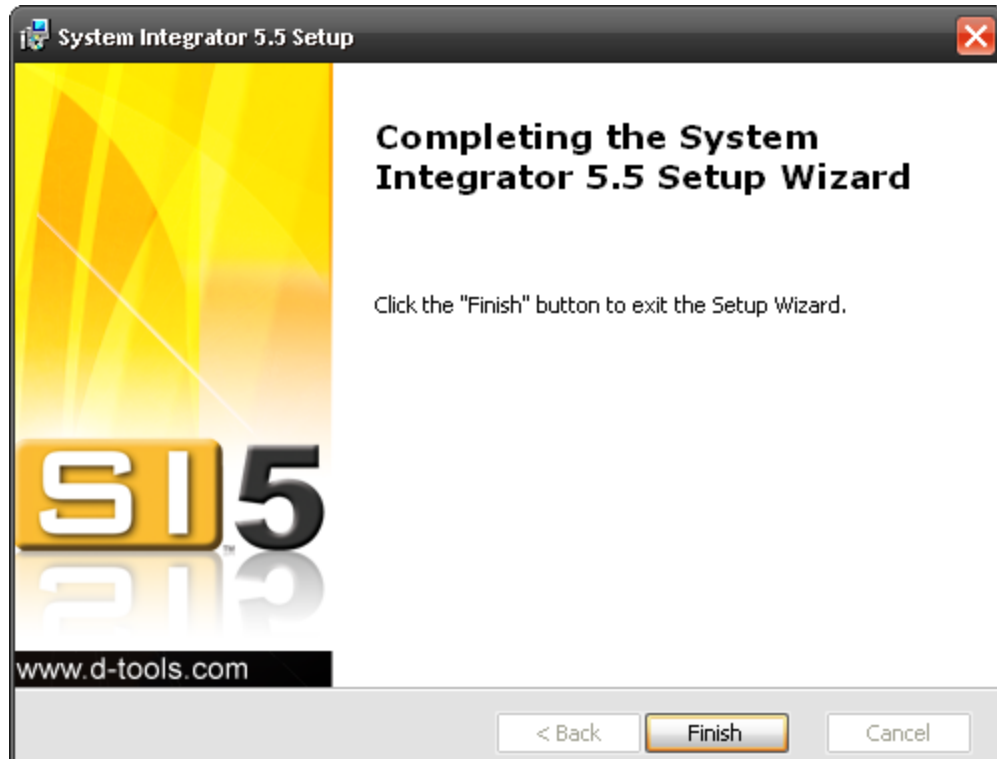 System Integrator 5.5 Setup
Completing the System
Integrator 5.5 Setup Wizard
Click the "Finish" button to exit the Setup Wizard.
SI5
TM
www.d-tools.com
< Back
Finish
Cancel